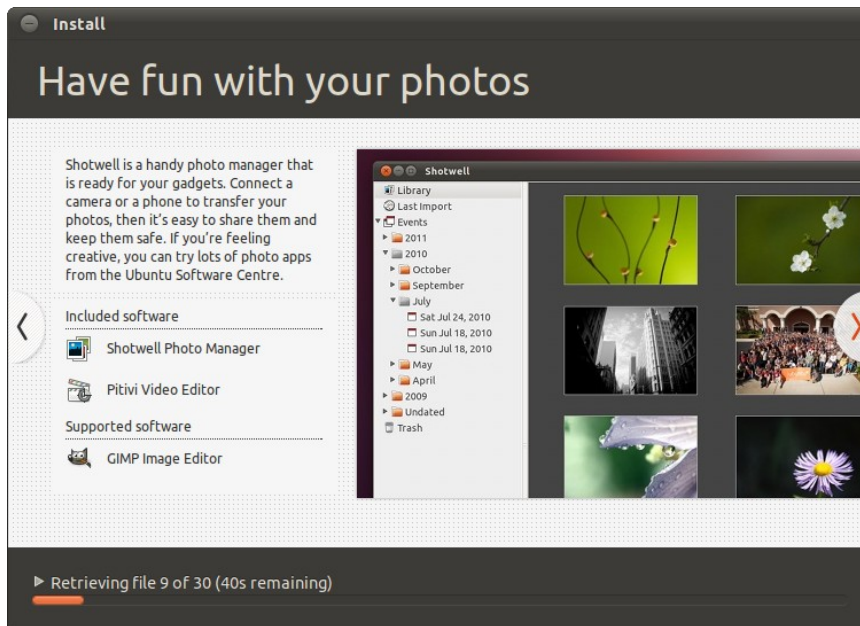 Install
Have fun with your photos
Shotwell is a handy photo manager that
is ready for your gadgets. Connect a
camera or a phone to transfer your
photos, then it's easy to share them and
keep them safe. If you're feeling
creative, you can try lots of photo apps
from the Ubuntu Software Centre.
Included software
Shotwell Photo Manager
Pitivi Video Editor
Supported software
GIMP Image Editor
Shotwell
Library
Last Import
Events
2011
2010
October
September
July
Sat Jul 24, 2010
Sun Jul 18, 2010
Sun Jul 18, 2010
May
April
2009
Undated
Trash
Retrieving file 9 of 30 (40s remaining)